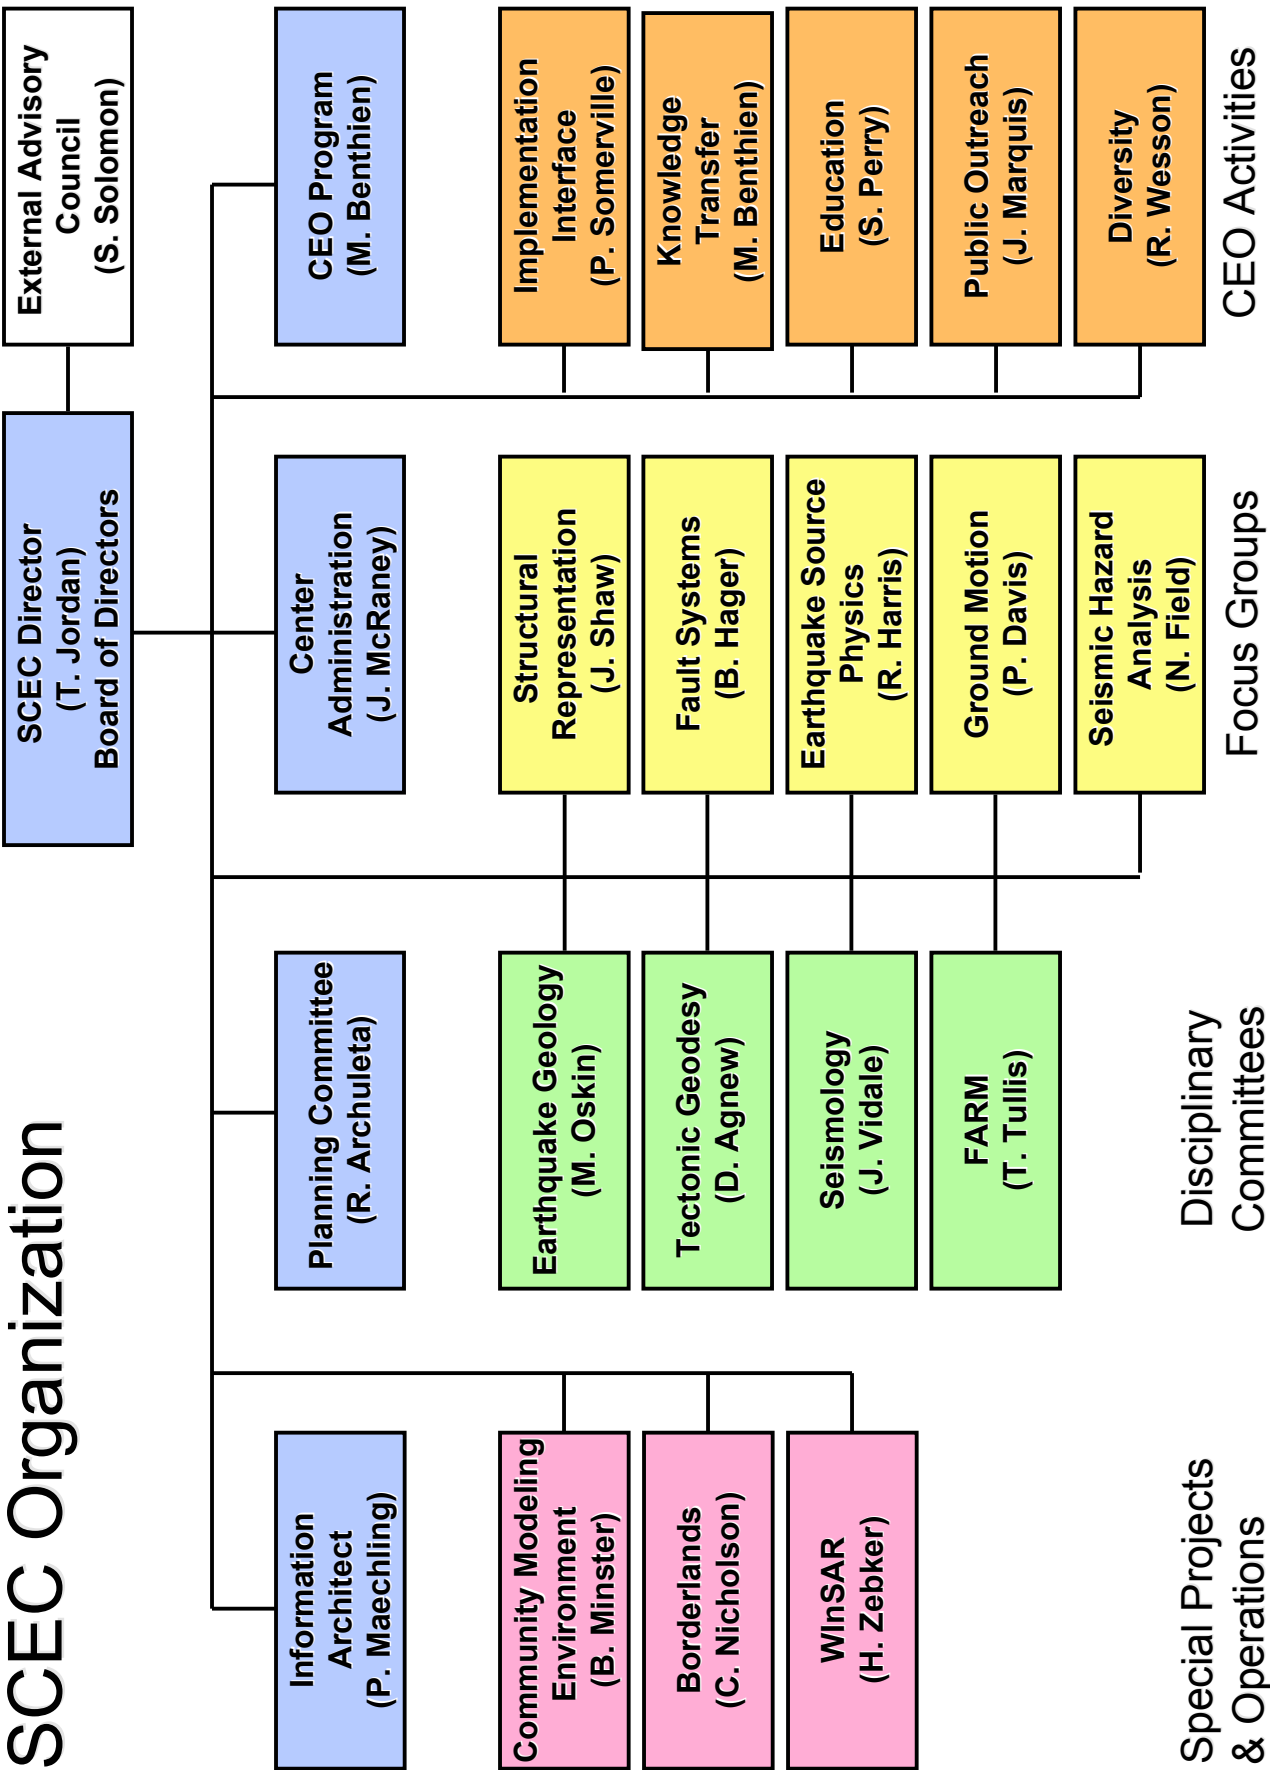 SCEC Organization
SCEC Director
(T. Jordan)
Board of Directors
External Advisory
Council
(S. Solomon)
Information
Architect
(P. Maechling)
Planning Committee
(R. Archuleta)
Center
Administration
(J. McRaney)
CEO Program
(M. Benthien)
Community Modeling
Environment
(B. Minster)
Borderlands
(C. Nicholson)
WInSAR
(H. Zebker)
Special Projects
& Operations
Earthquake Geology
(M. Oskin)
Tectonic Geodesy
(D. Agnew)
Seismology
(J. Vidale)
FARM
(T. Tullis)
Disciplinary
Committees
Structural
Representation
(J. Shaw)
Fault Systems
(B. Hager)
Earthquake Source
Physics
(R. Harris)
Ground Motion
(P. Davis)
Seismic Hazard
Analysis
(N. Field)
Focus Groups
Implementation
Interface
(P. Somerville)
Knowledge
Transfer
(M. Benthien)
Education
(S. Perry)
Public Outreach
(J. Marquis)
Diversity
(R. Wesson)
CEO Activities